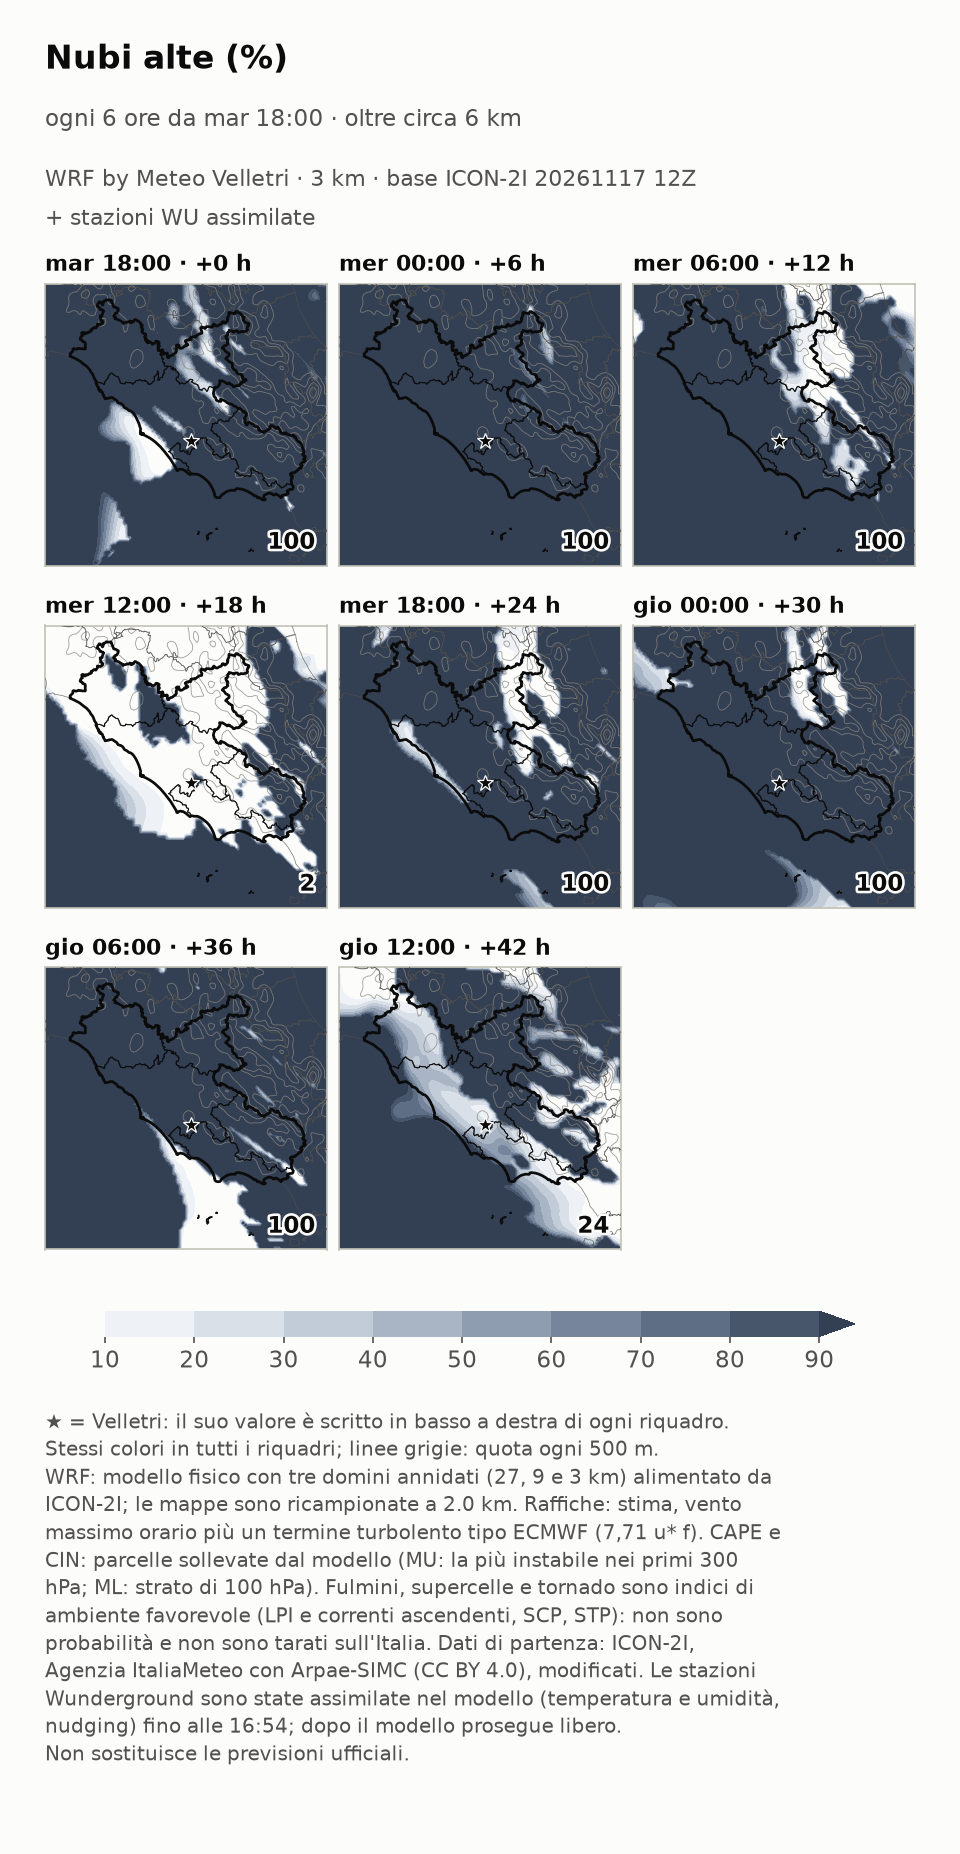 Nubi alte (%)
ogni 6 ore da mar 18:00 · oltre circa 6 km
WRF by Meteo Velletri · 3 km · base ICON-2I 20261117 12Z
+ stazioni WU assimilate
mar 18:00 · +0 h
mer 00:00 · +6 h
mer 06:00 · +12 h
100
100
100
mer 12:00 · +18 h
mer 18:00 · +24 h
gio 00:00 · +30 h
2
100
100
gio 06:00 · +36 h
gio 12:00 · +42 h
100
24
10 20 30 40 50 60 70 80 90
★ = Velletri: il suo valore è scritto in basso a destra di ogni riquadro.
Stessi colori in tutti i riquadri; linee grigie: quota ogni 500 m.
WRF: modello fisico con tre domini annidati (27, 9 e 3 km) alimentato da
ICON-2I; le mappe sono ricampionate a 2.0 km. Raffiche: stima, vento
massimo orario più un termine turbolento tipo ECMWF (7,71 u* f). CAPE e
CIN: parcelle sollevate dal modello (MU: la più instabile nei primi 300
hPa; ML: strato di 100 hPa). Fulmini, supercelle e tornado sono indici di
ambiente favorevole (LPI e correnti ascendenti, SCP, STP): non sono
probabilità e non sono tarati sull'Italia. Dati di partenza: ICON-2I,
Agenzia ItaliaMeteo con Arpae-SIMC (CC BY 4.0), modificati. Le stazioni
Wunderground sono state assimilate nel modello (temperatura e umidità,
nudging) fino alle 16:54; dopo il modello prosegue libero.
Non sostituisce le previsioni ufficiali.